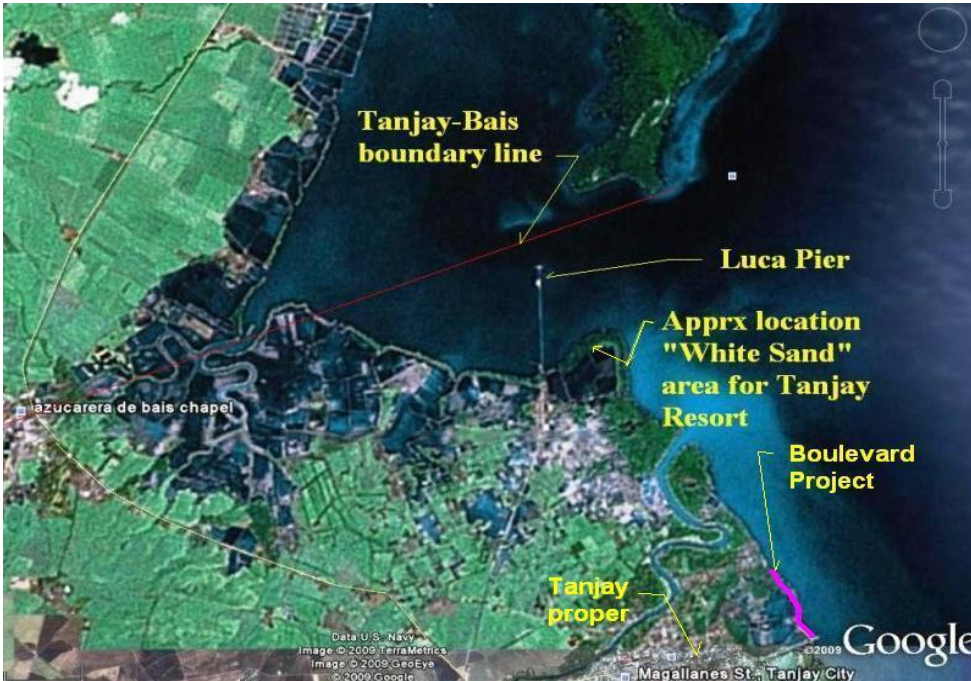 Tanjay-Bais
boundary line
Luca Pier
Apprx location
"White Sand"
area for Tanjay
Resort
azucarera de bais chapel
Boulevard
Project
Tanjay
proper
Data U.S. Navy
Image © 2009 TerraMetrics
Image © 2009 GeoEye
© 2009 Google
©2009 Google
Magallanes St., Tanjay City